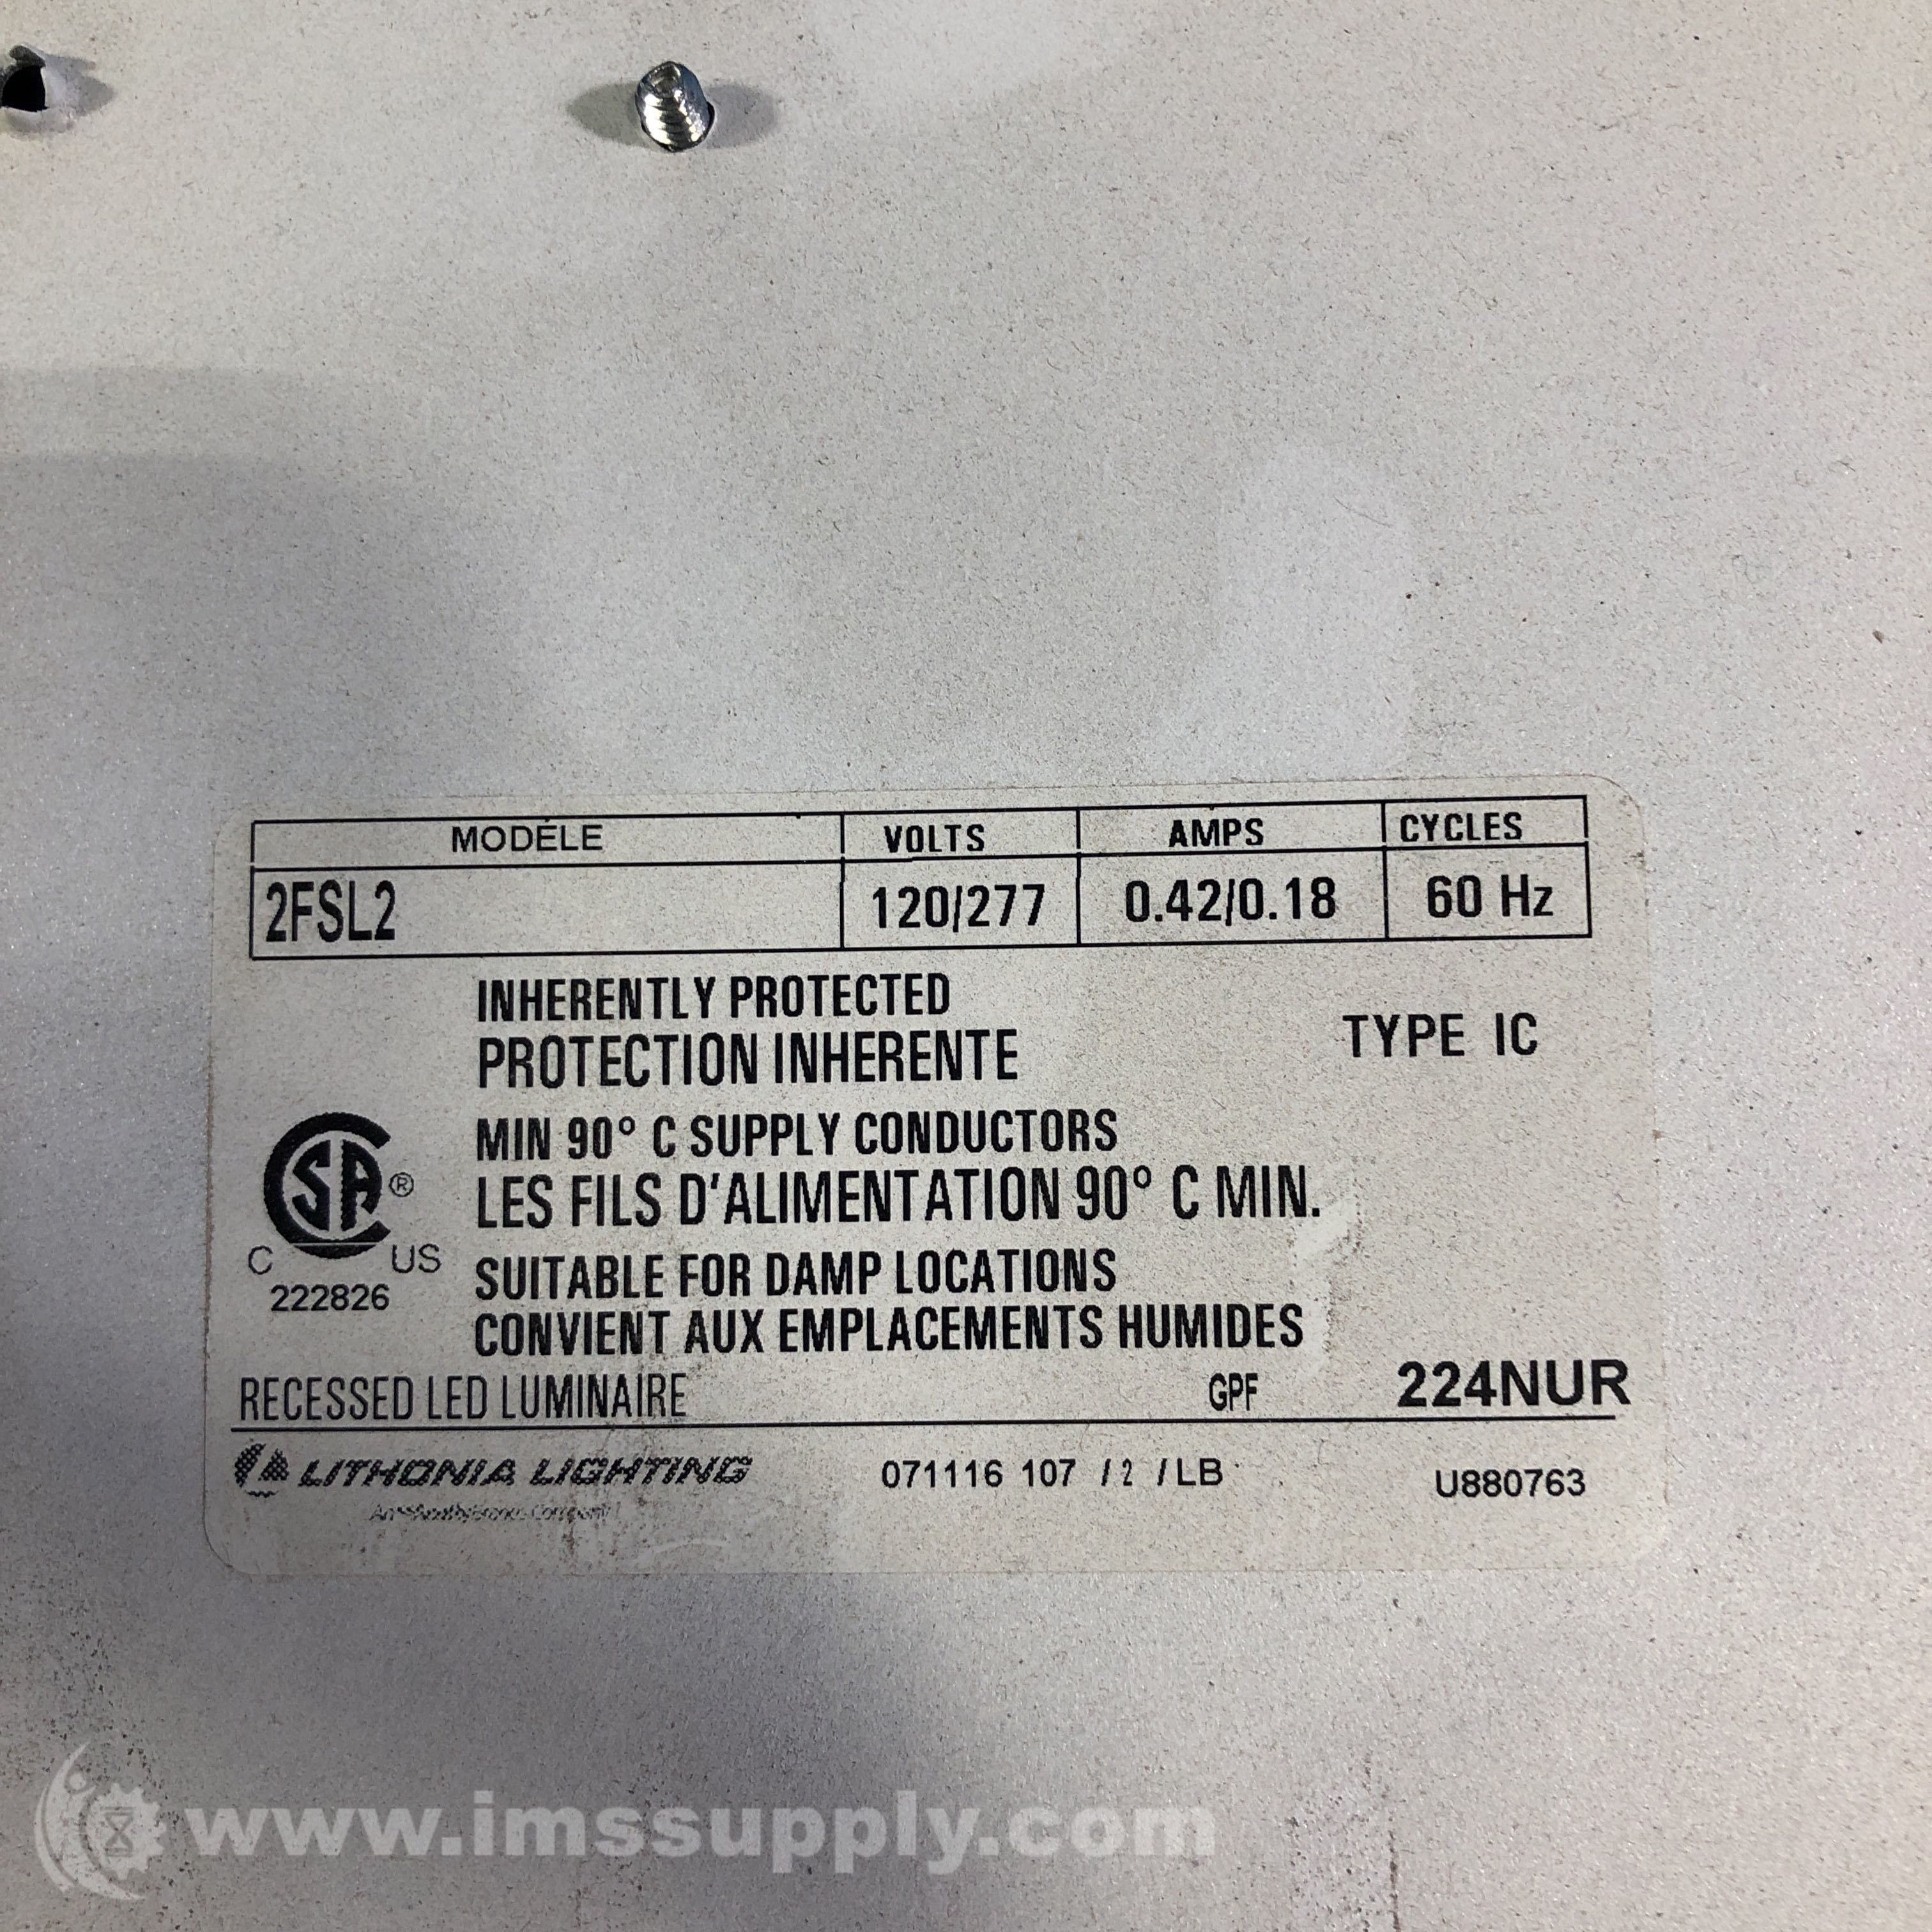 MODÈLE VOLTS AMPS CYCLES
2FSL2 120/277 0.42/0.18 60 Hz
INHERENTLY PROTECTED
PROTECTION INHERENTE
TYPE IC
MIN 90° C SUPPLY CONDUCTORS
LES FILS D'ALIMENTATION 90° C MIN.
SA ®
C US
222826
SUITABLE FOR DAMP LOCATIONS
CONVIENT AUX EMPLACEMENTS HUMIDES
RECESSED LED LUMINAIRE GPF 224NUR
LITHONIA LIGHTING 071116 107 / 2 / LB U880763
www.imssupply.com